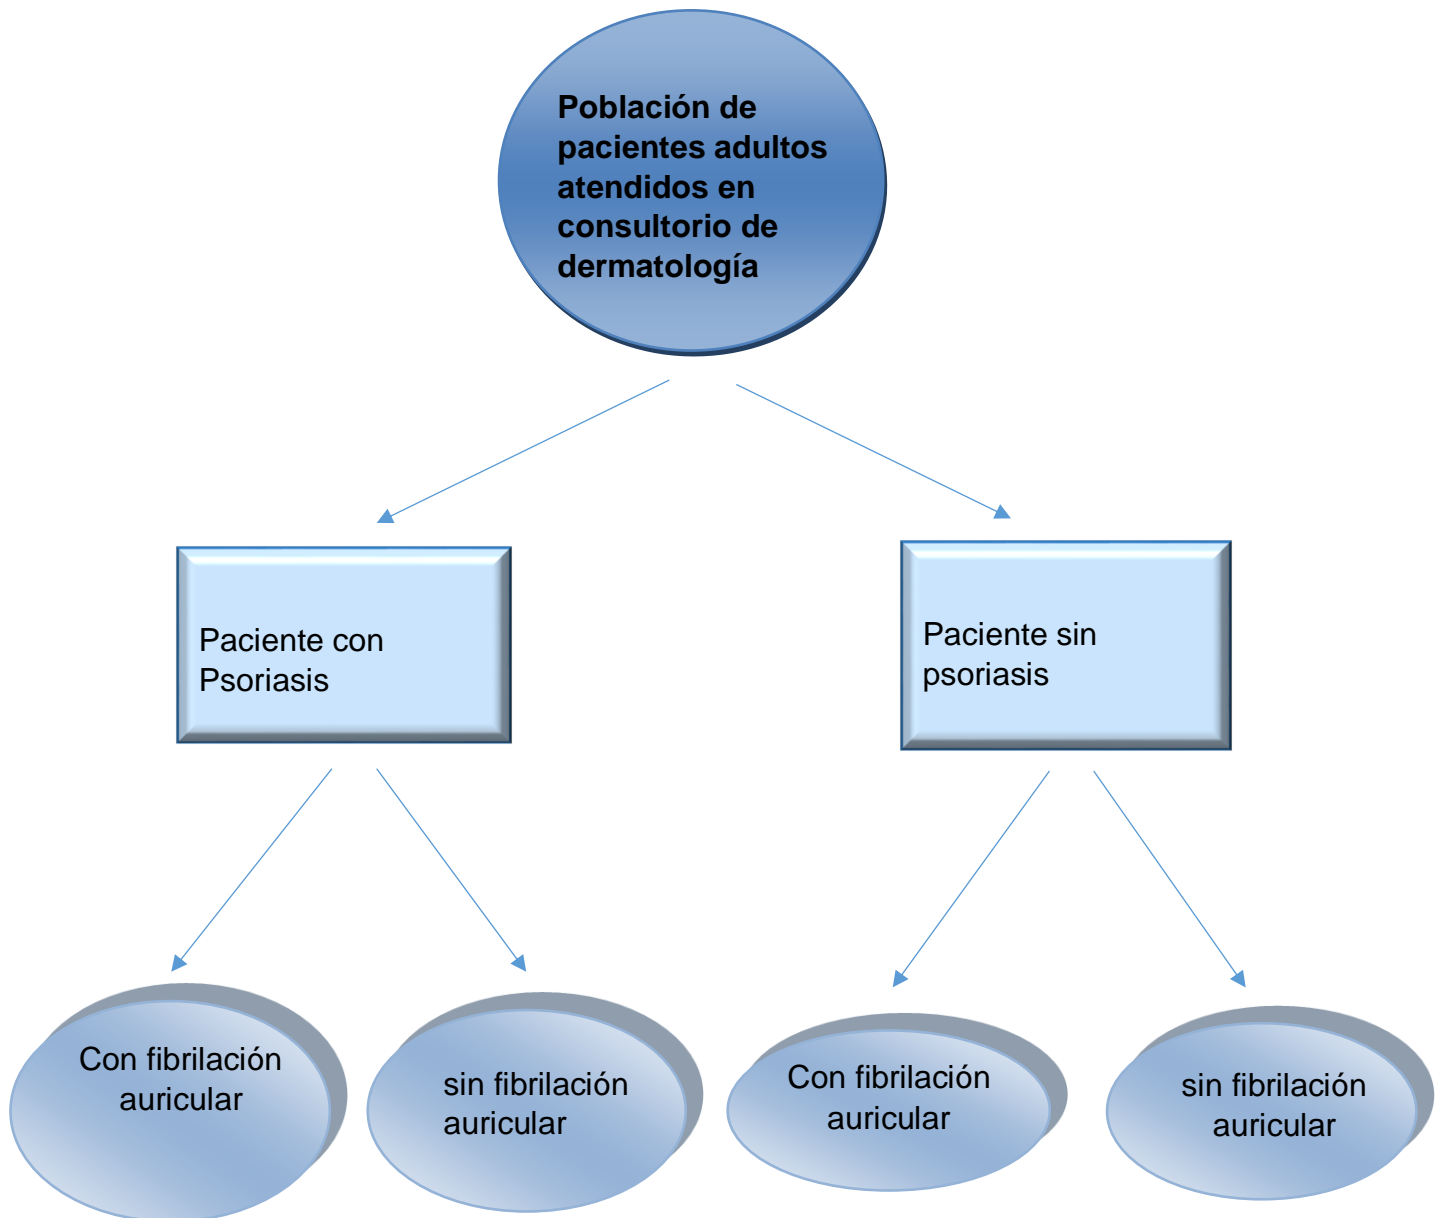 Población de
pacientes adultos
atendidos en
consultorio de
dermatología
Paciente con
Psoriasis
Paciente sin
psoriasis
Con fibrilación
auricular
sin fibrilación
auricular
Con fibrilación
auricular
sin fibrilación
auricular